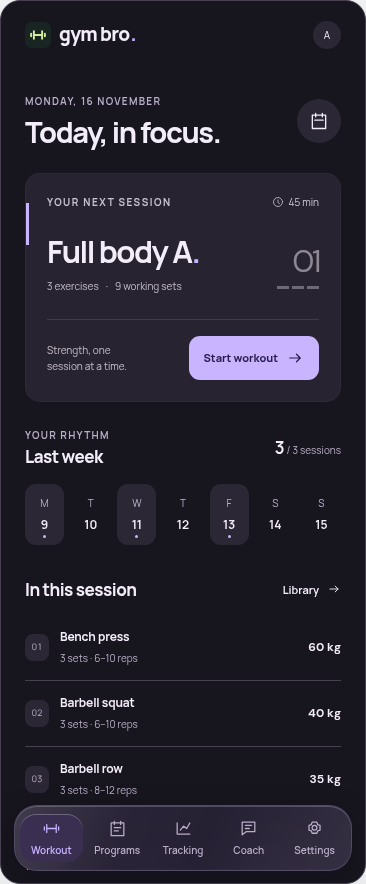 gym bro.
A
MONDAY, 16 NOVEMBER
Today, in focus.
YOUR NEXT SESSION
45 min
Full body A.
01
3 exercises · 9 working sets
Strength, one
session at a time.
Start workout
YOUR RHYTHM
Last week
3 / 3 sessions
M T W T F S S
9 10 11 12 13 14 15
In this session
Library
01
Bench press
3 sets · 6–10 reps
60 kg
02
Barbell squat
3 sets · 6–10 reps
40 kg
03
Barbell row
3 sets · 8–12 reps
35 kg
Workout Programs Tracking Coach Settings